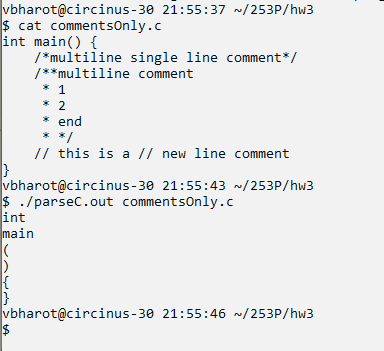 vbharot@circinus-30 21:55:37 ~/253P/hw3
$ cat commentsOnly.c
int main() {
    /*multiline single line comment*/
    /**multiline comment
     * 1
     * 2
     * end
     * */
    // this is a // new line comment
}
vbharot@circinus-30 21:55:43 ~/253P/hw3
$ ./parseC.out commentsOnly.c
int
main
(
)
{
}
vbharot@circinus-30 21:55:46 ~/253P/hw3
$